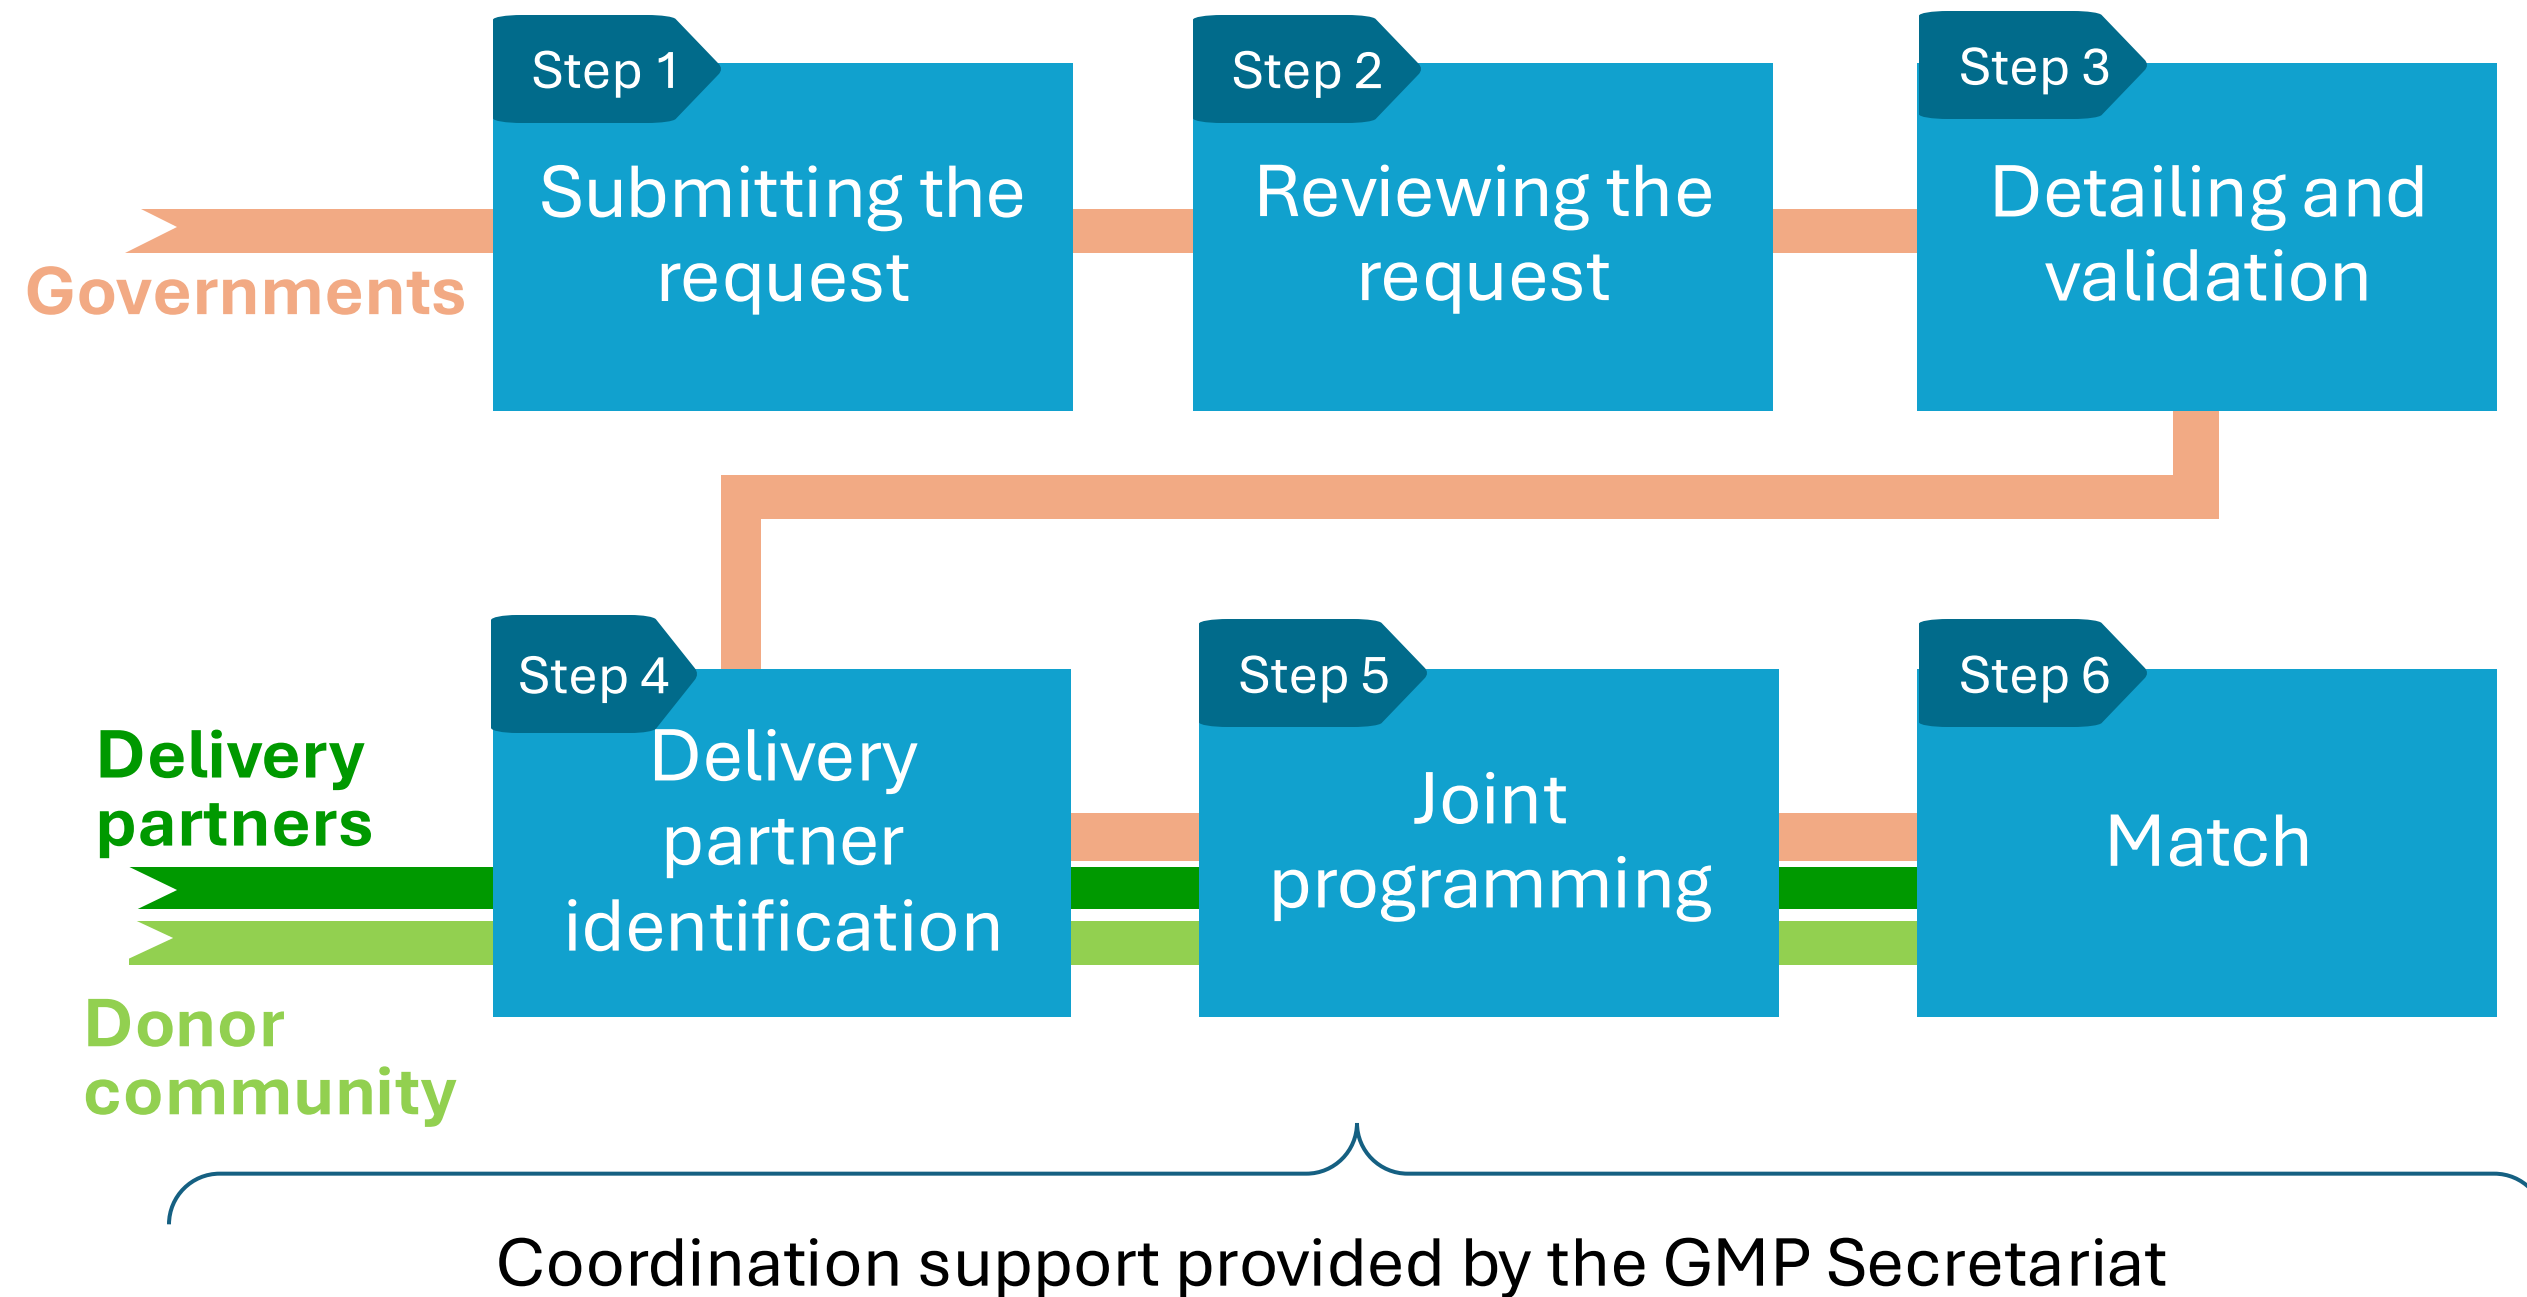 Step 1
Submitting the
request
Step 2
Reviewing the
request
Step 3
Detailing and
validation
Governments
Step 4
Delivery
partner
identification
Step 5
Joint
programming
Step 6
Match
Delivery
partners
Donor
community
Coordination support provided by the GMP Secretariat